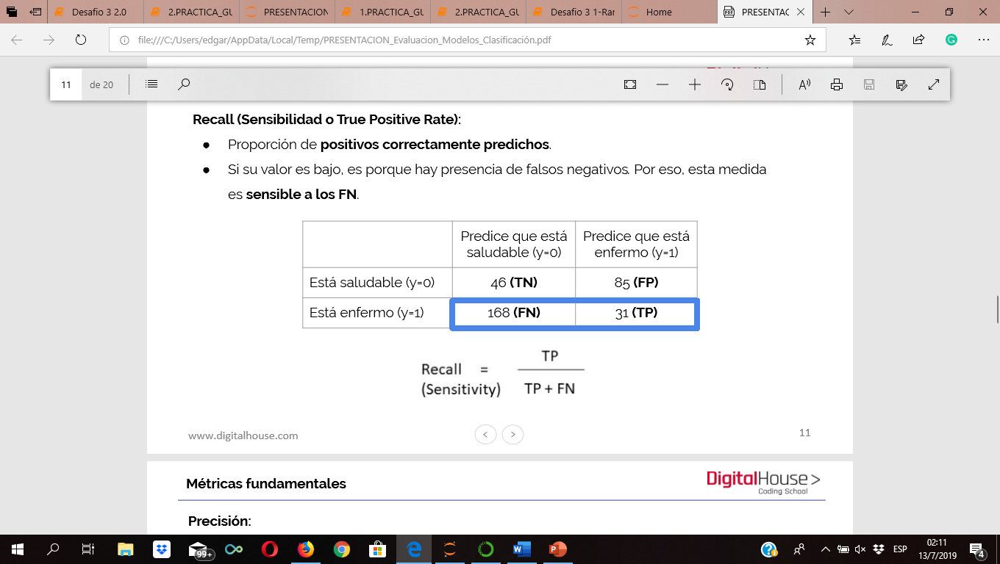 Desafio 3 2.0
2.PRACTICA_GU
PRESENTACION
1.PRACTICA_GU
2.PRACTICA_GU
Desafio 3 1-Rar
Home
PRESENTAC
file:///C:/Users/edgar/AppData/Local/Temp/PRESENTACION_Evaluacion_Modelos_Clasificación.pdf
11 de 20
Recall (Sensibilidad o True Positive Rate):
● Proporción de positivos correctamente predichos.
● Si su valor es bajo, es porque hay presencia de falsos negativos. Por eso, esta medida
es sensible a los FN.
Predice que está Predice que está
saludable (y=0) enfermo (y=1)
Está saludable (y=0) 46 (TN) 85 (FP)
Está enfermo (y=1) 168 (FN) 31 (TP)
TP
Recall =
(Sensitivity) TP + FN
www.digitalhouse.com < > 11
Métricas fundamentales
DigitalHouse >
Coding School
Precisión:
99+
ESP
02:11
13/7/2019
4